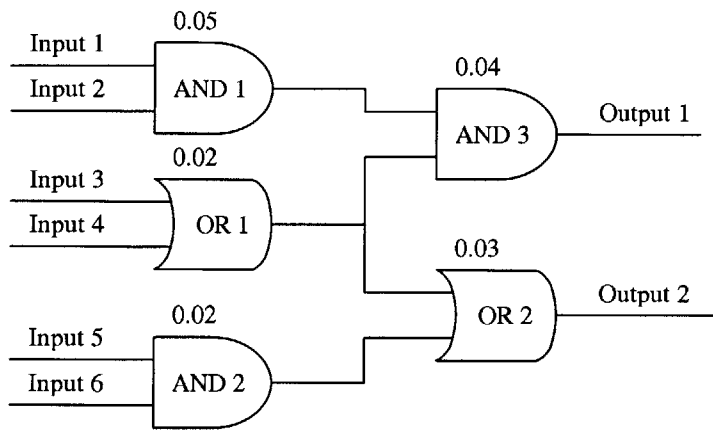 0.05
Input 1
Input 2
AND 1
0.04
AND 3
Output 1
0.02
Input 3
Input 4
OR 1
0.03
OR 2
Output 2
0.02
Input 5
Input 6
AND 2